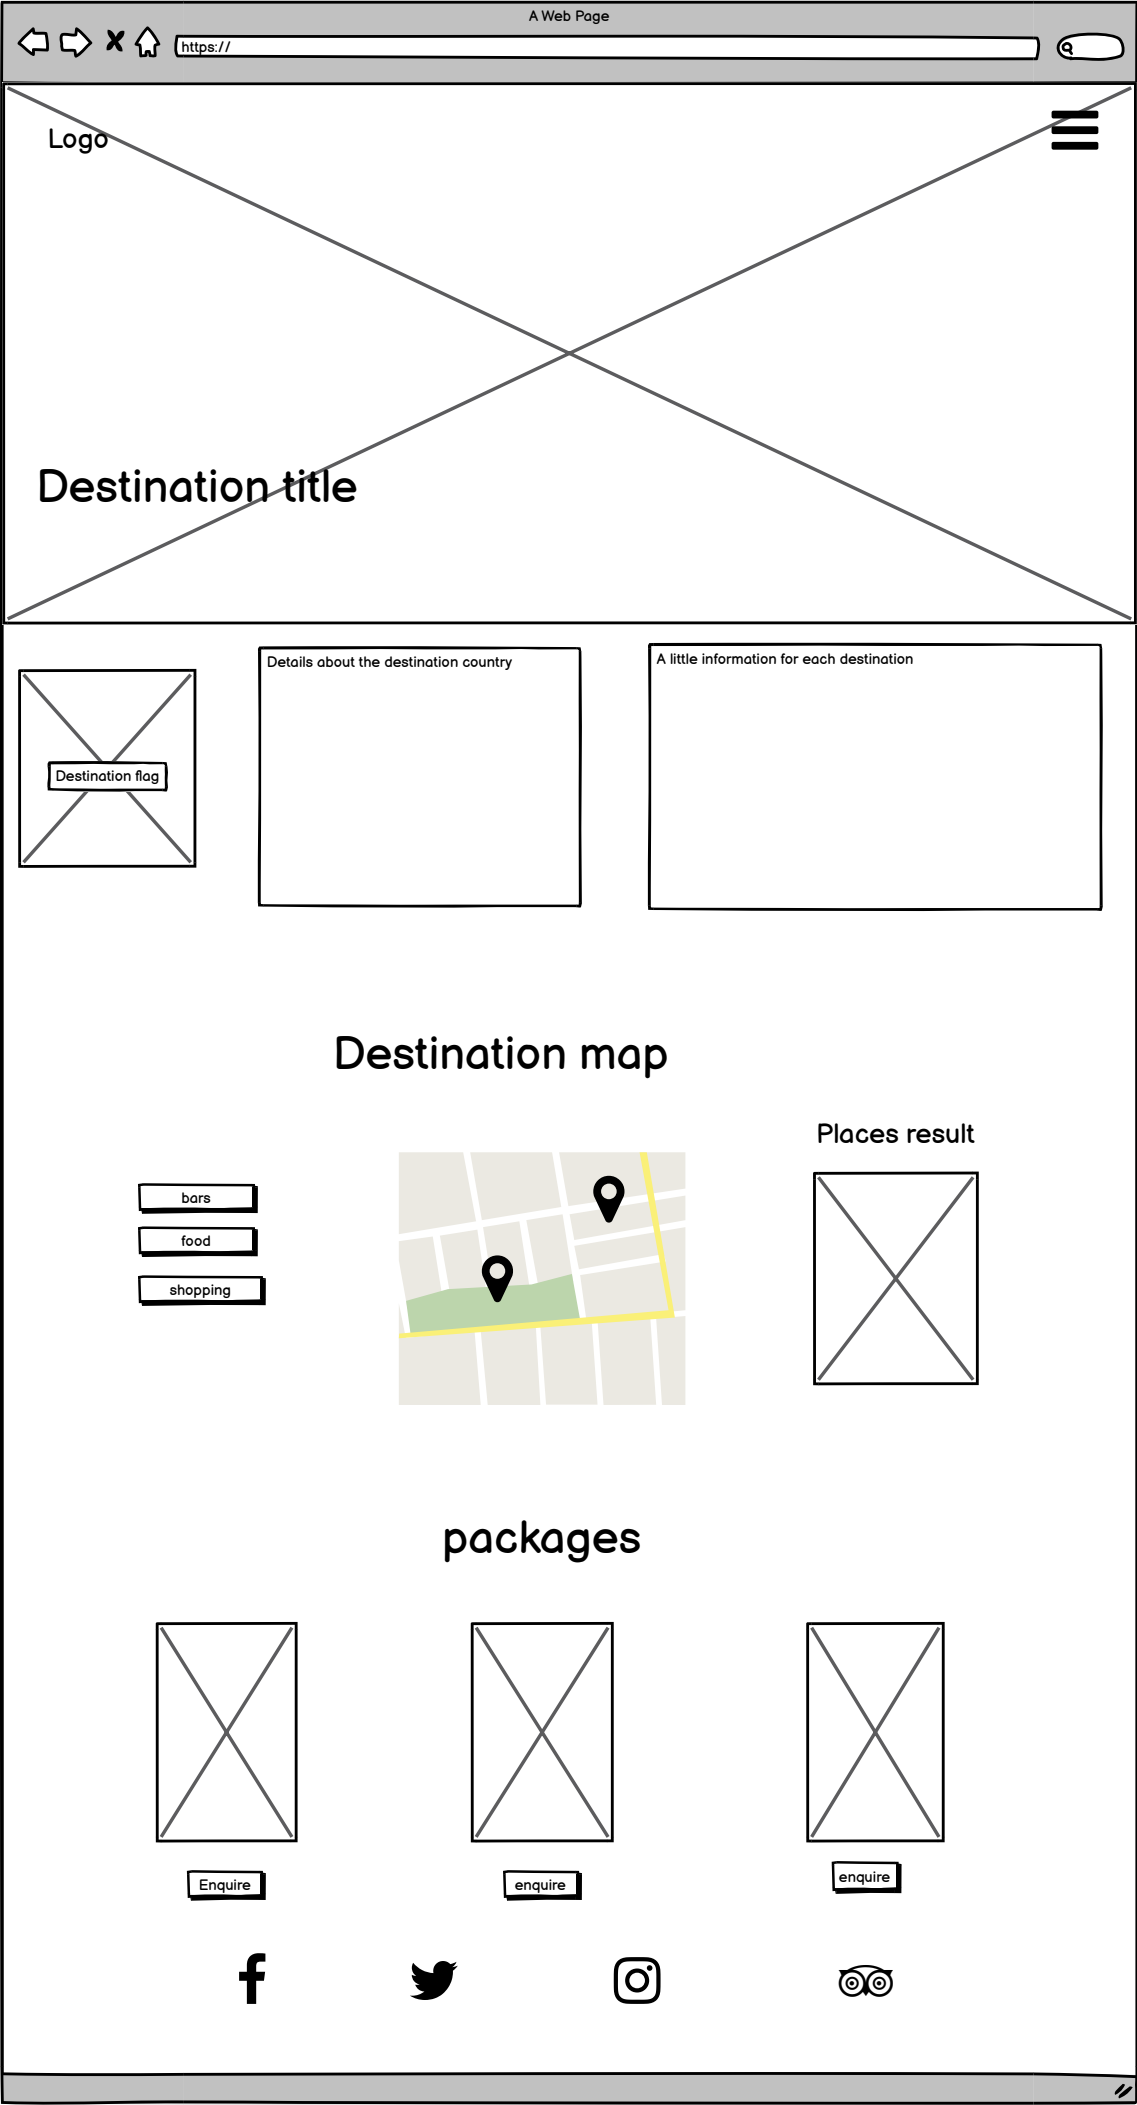 A Web Page
https://
Logo
Destination title
Details about the destination country
A little information for each destination
Destination flag
Destination map
Places result
bars
food
shopping
packages
Enquire
enquire
enquire